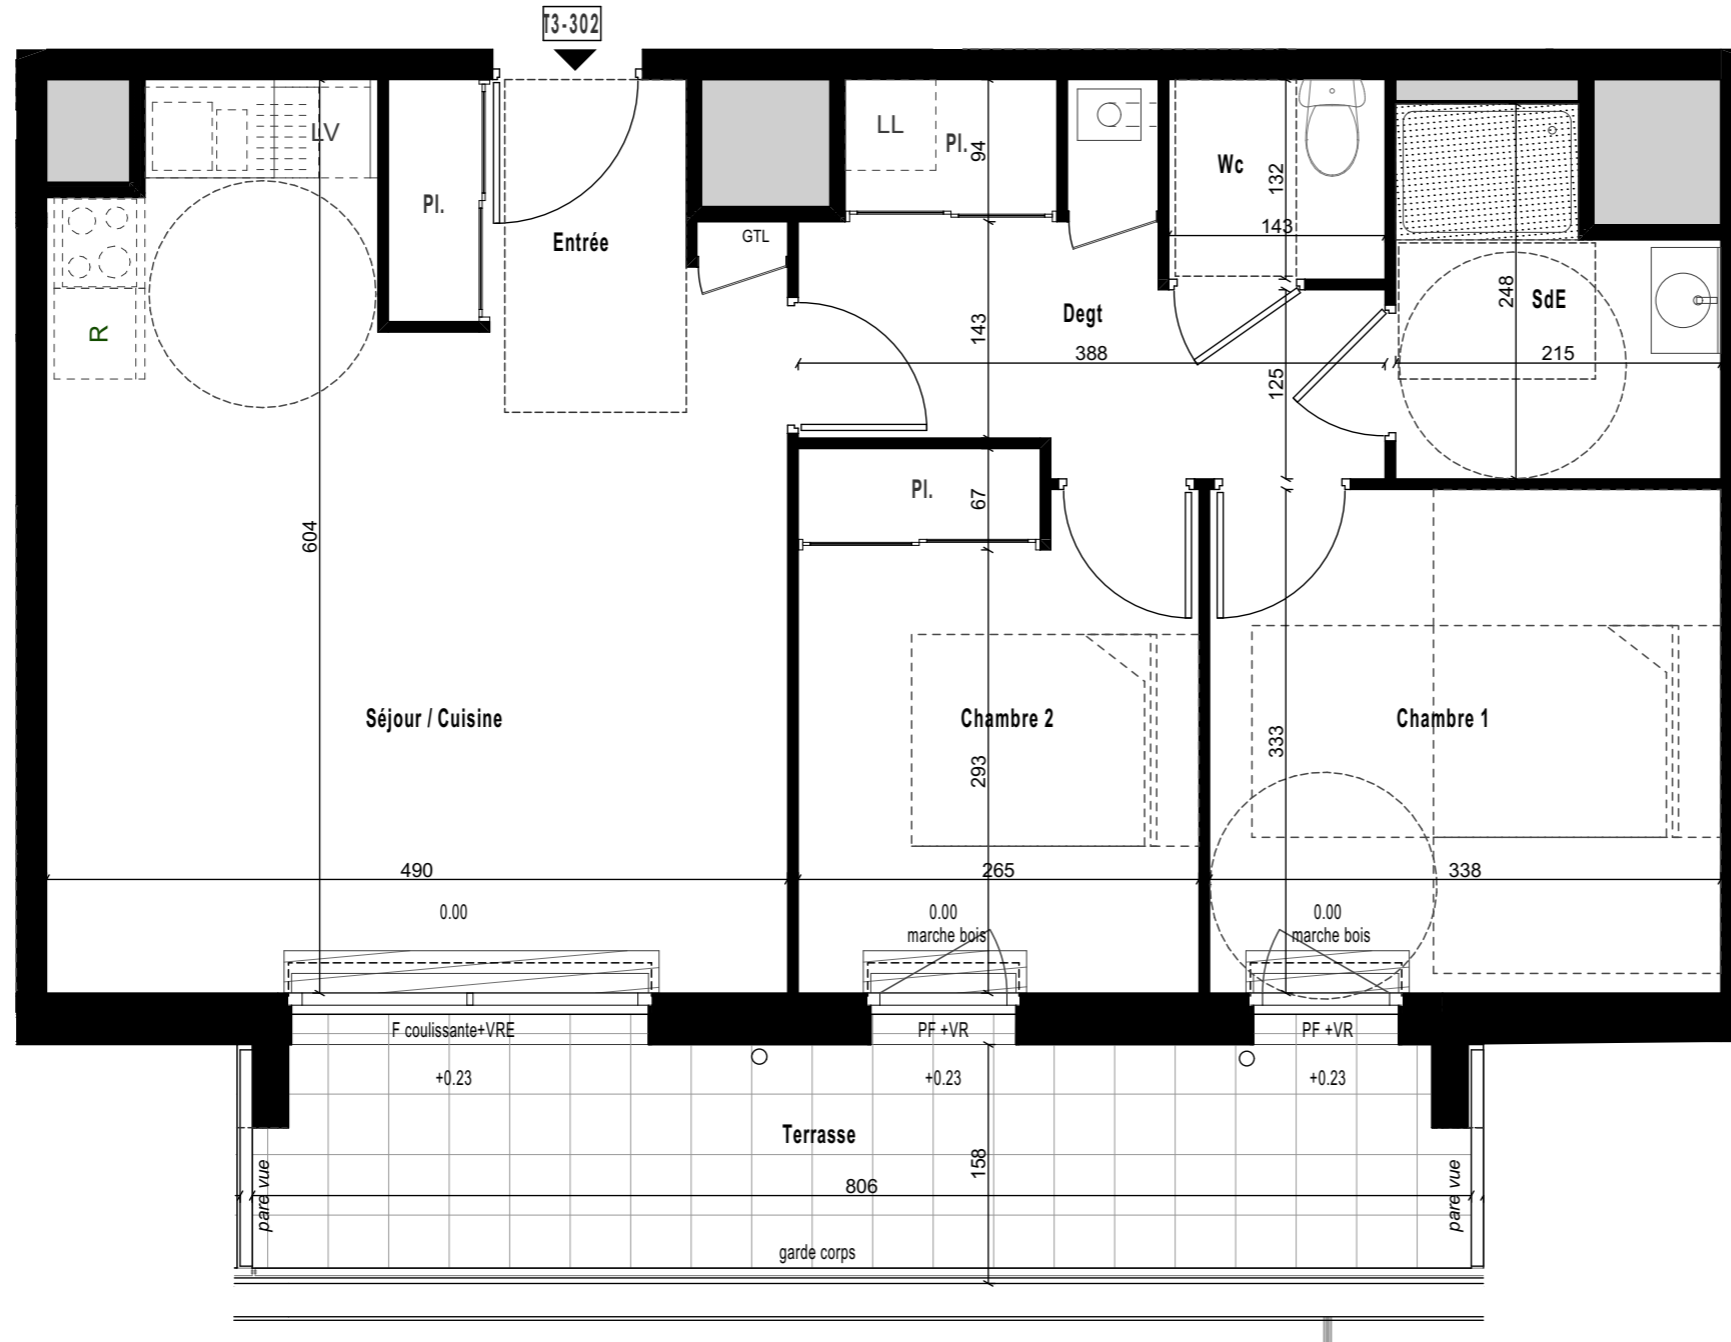 T3-302
LV
Pl.
Entrée
GTL
LL
Pl.
94
Wc
132
143
R
143
Degt
388
125
248
SdE
215
604
Pl.
67
Séjour / Cuisine
Chambre 2
Chambre 1
293
333
490
265
338
0.00
0.00
marche bois
0.00
marche bois
F coulissante+VRE
PF +VR
PF +VR
+0.23
+0.23
+0.23
Terrasse
158
806
pare vue
pare vue
garde corps